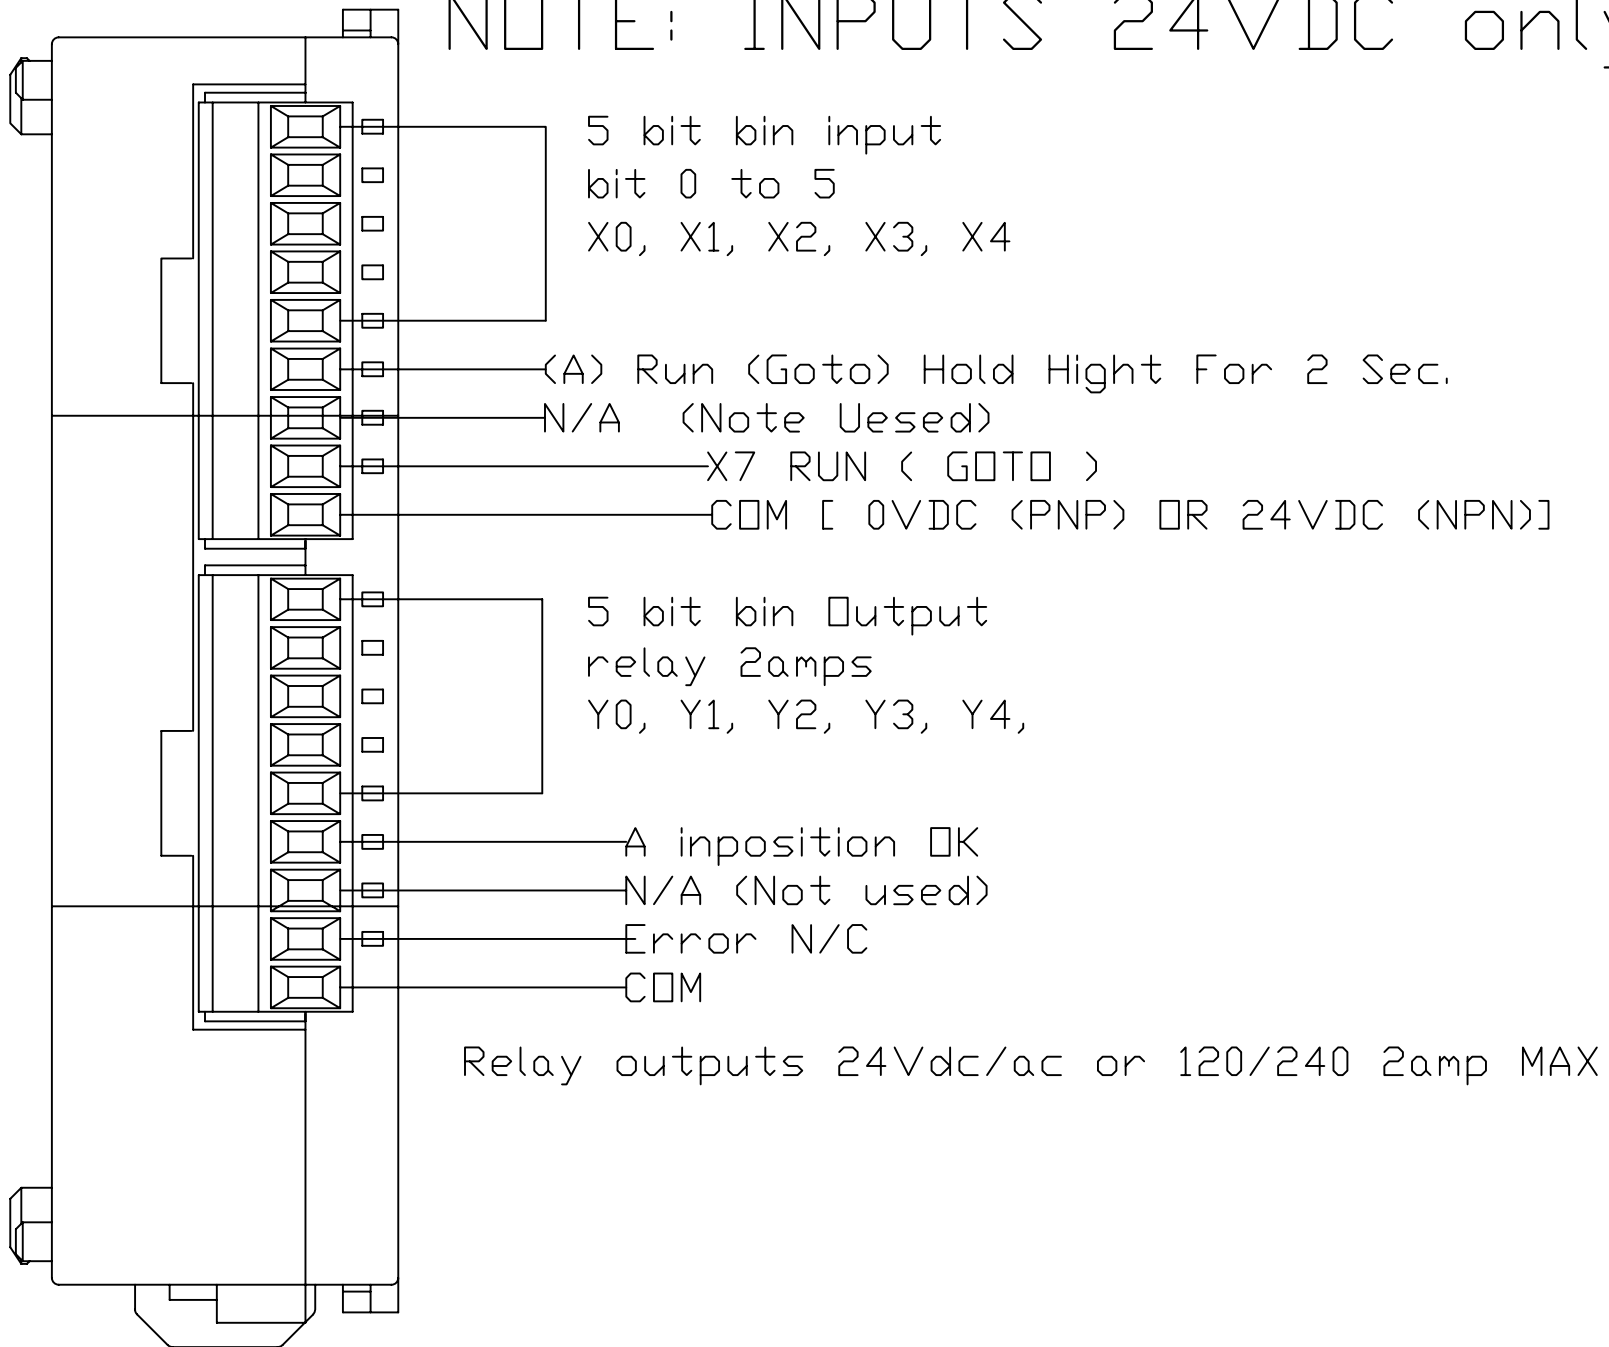 NOTE: INPUTS 24VDC only
5 bit bin input
bit 0 to 5
X0, X1, X2, X3, X4
(A) Run (Goto) Hold Hight For 2 Sec.
N/A (Note Uesed)
X7 RUN ( GOTO )
COM [ 0VDC (PNP) OR 24VDC (NPN)]
5 bit bin Output
relay 2amps
Y0, Y1, Y2, Y3, Y4,
A inposition OK
N/A (Not used)
Error N/C
COM
Relay outputs 24Vdc/ac or 120/240 2amp MAX